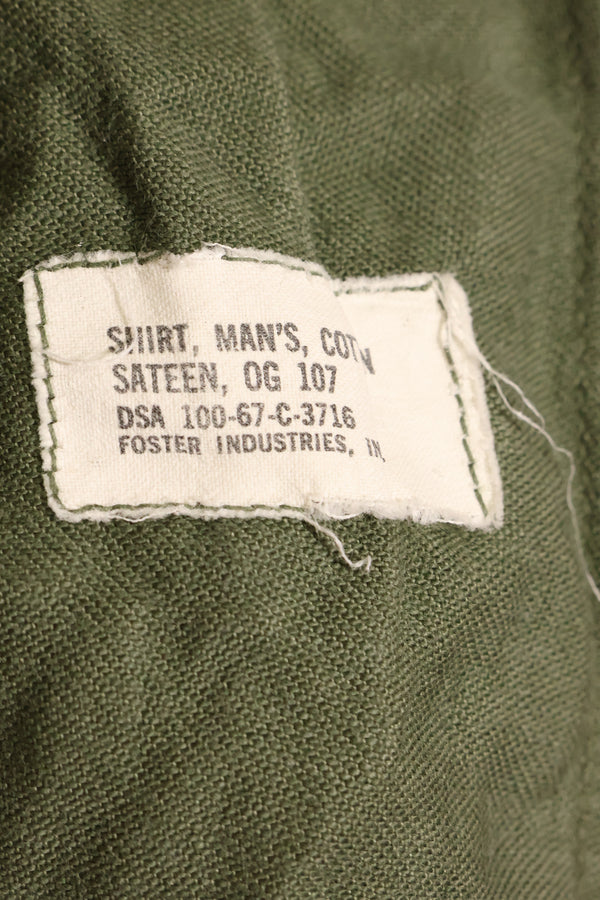 SHIRT, MAN'S, COTN
SATEEN, OG 107
DSA 100-67-C-3716
FOSTER INDUSTRIES, IN